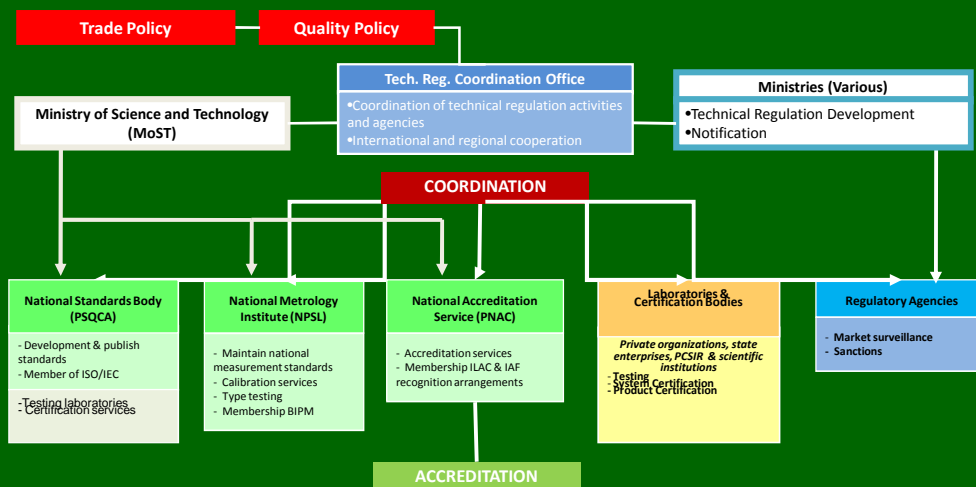 Trade Policy
Quality Policy
Tech. Reg. Coordination Office
•Coordination of technical regulation activities
and agencies
•International and regional cooperation
Ministry of Science and Technology
(MoST)
Ministries (Various)
•Technical Regulation Development
•Notification
COORDINATION
National Standards Body
(PSQCA)
- Development & publish
standards
- Member of ISO/IEC
-Testing laboratories
- Certification services
National Metrology
Institute (NPSL)
- Maintain national
measurement standards
- Calibration services
- Type testing
- Membership BIPM
National Accreditation
Service (PNAC)
- Accreditation services
- Membership ILAC & IAF
recognition arrangements
Laboratories &
Certification Bodies
Private organizations, state
enterprises, PCSIR & scientific
institutions
- Testing
- System Certification
- Product Certification
Regulatory Agencies
- Market surveillance
- Sanctions
ACCREDITATION